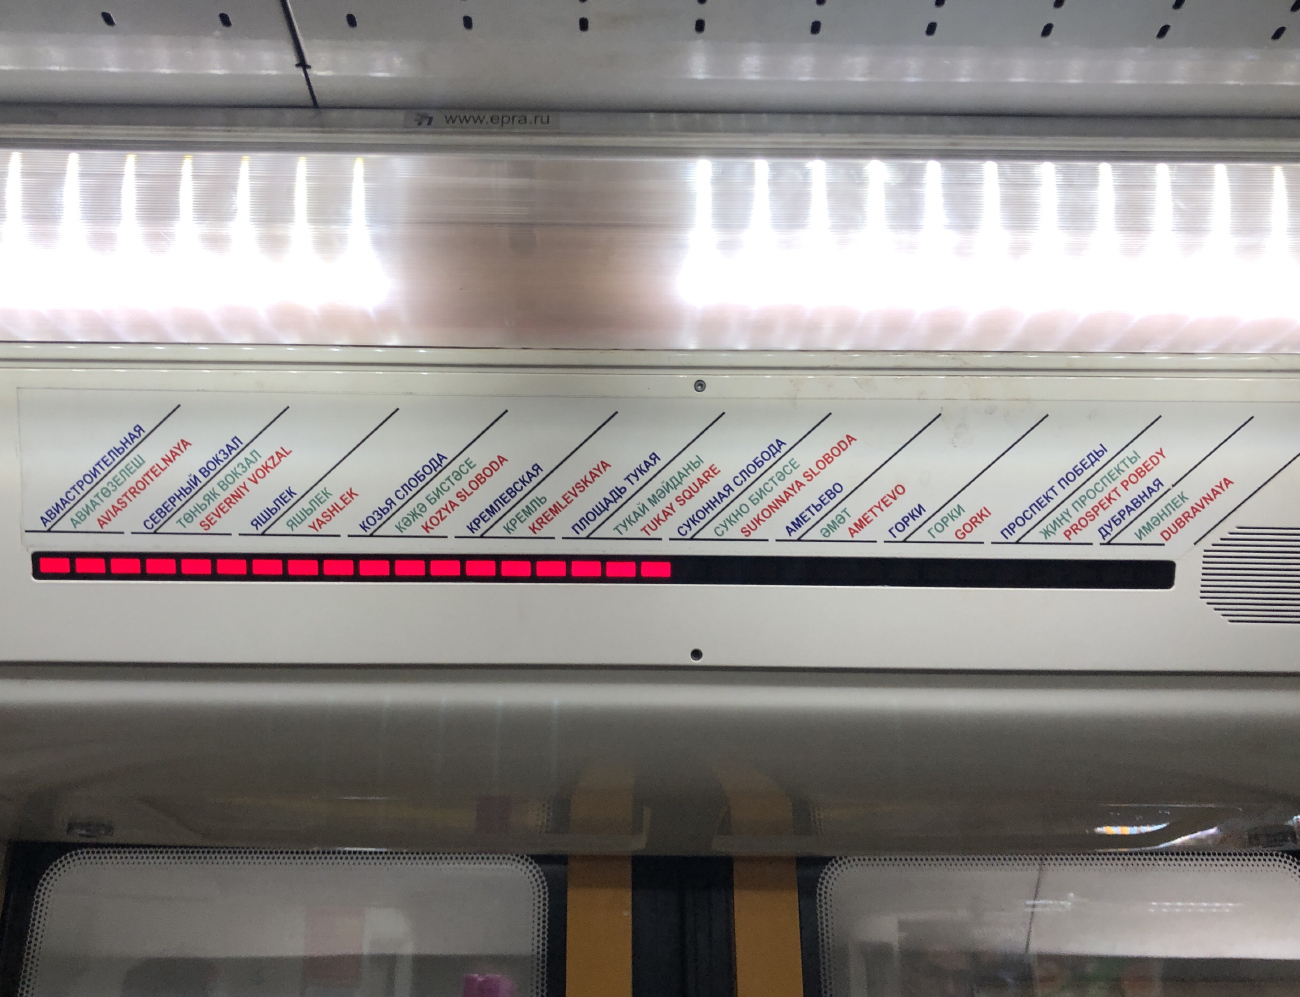 www.epra.ru
АВИАСТРОИТЕЛЬНАЯ
АВИАТӨЗЕЛЕШ
AVIASTROITELNAYA
СЕВЕРНЫЙ ВОКЗАЛ
ТӨНЬЯК ВОКЗАЛ
SEVERNIY VOKZAL
ЯШЬЛЕК
ЯШЬЛЕК
YASHLEK
КОЗЬЯ СЛОБОДА
КӘҖӘ БИСТӘСЕ
KOZYA SLOBODA
КРЕМЛЕВСКАЯ
КРЕМЛЬ
KREMLEVSKAYA
ПЛОЩАДЬ ТУКАЯ
ТУКАЙ МӘЙДАНЫ
TUKAY SQUARE
СУКОННАЯ СЛОБОДА
СУКНО БИСТӘСЕ
SUKONNAYA SLOBODA
АМЕТЬЕВО
ӘМӘТ
AMETYEVO
ГОРКИ
ГОРКИ
GORKI
ПРОСПЕКТ ПОБЕДЫ
ҖИҢҮ ПРОСПЕКТЫ
PROSPEKT POBEDY
ДУБРАВНАЯ
ИМӘНЛЕК
DUBRAVNAYA